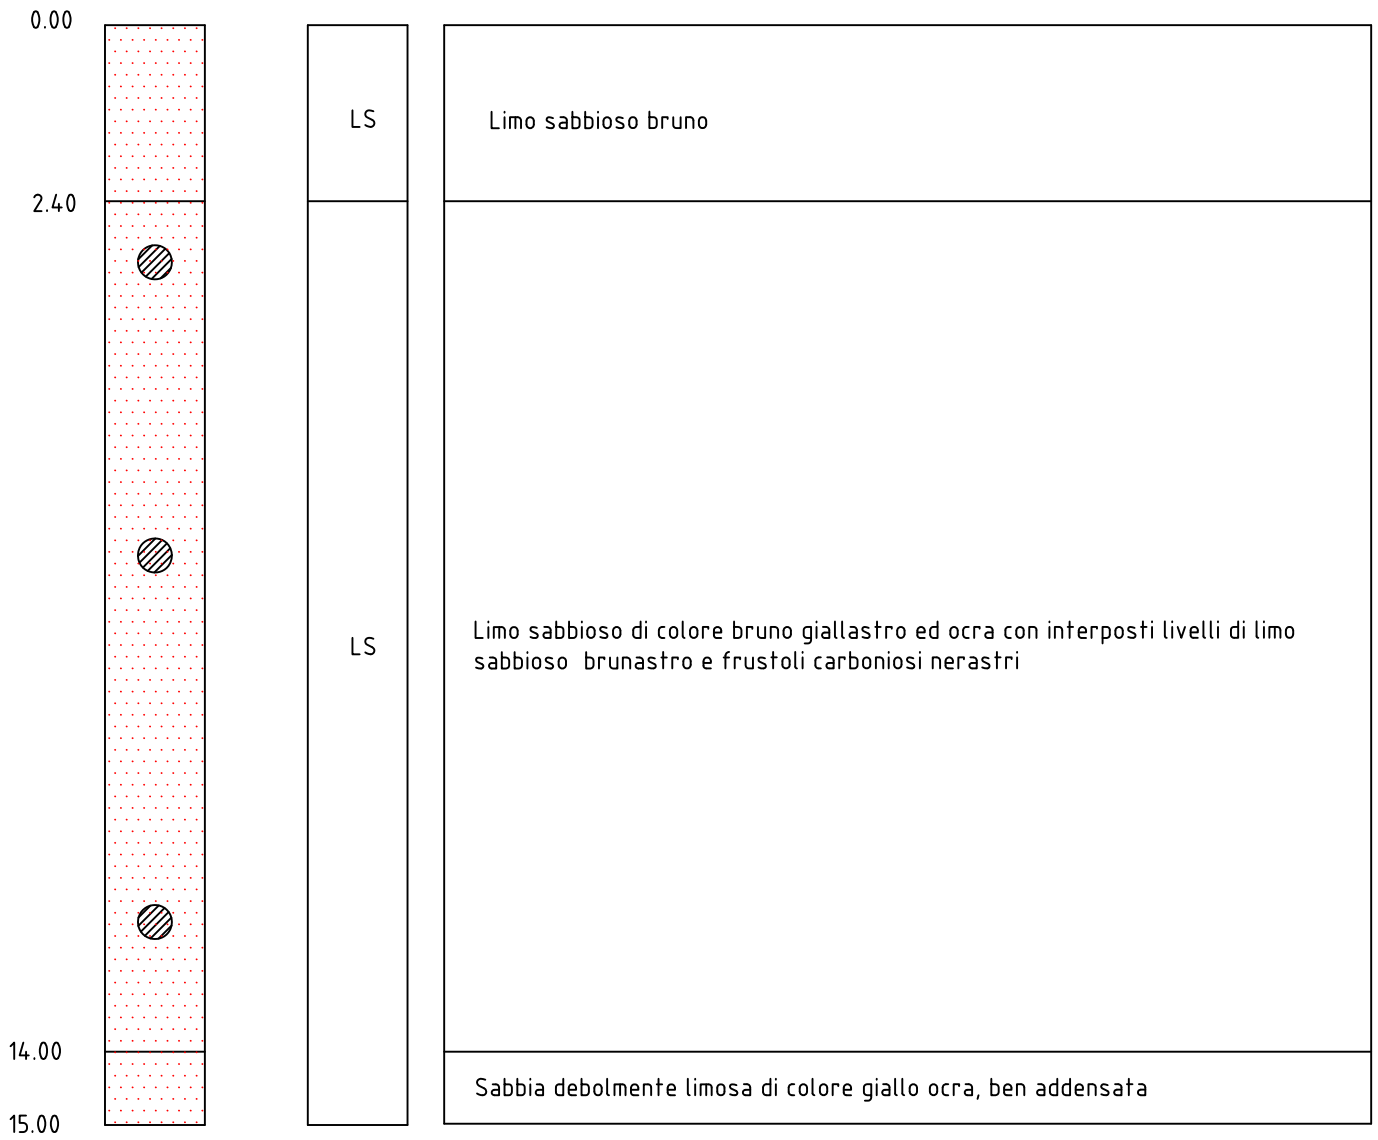 0.00
LS
Limo sabbioso bruno
2.40
LS
Limo sabbioso di colore bruno giallastro ed ocra con interposti livelli di limo
sabbioso  brunastro e frustoli carboniosi nerastri
14.00
Sabbia debolmente limosa di colore giallo ocra, ben addensata
15.00